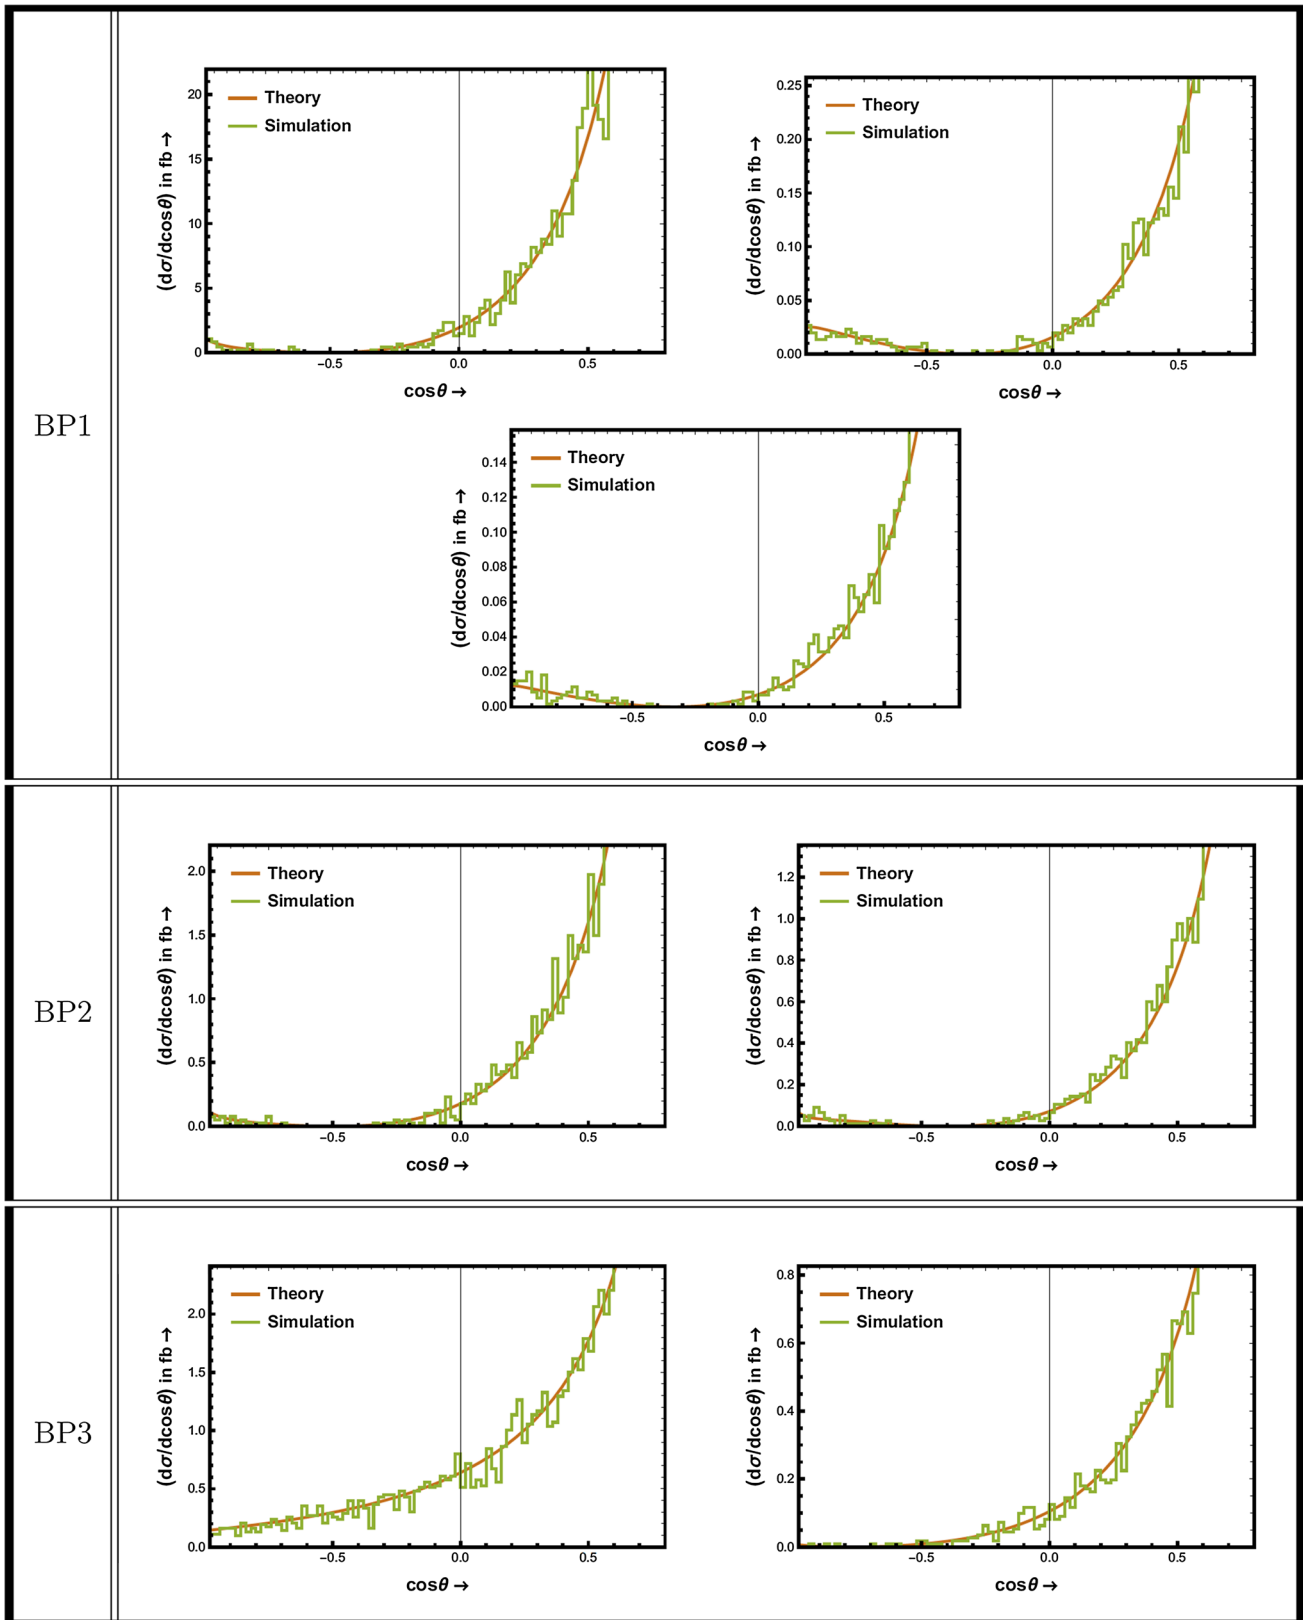 BP1
Theory
Simulation
(dσ/dcosθ) in fb →
20
15
10
5
0
−0.5 0.0 0.5
cosθ →
Theory
Simulation
(dσ/dcosθ) in fb →
0.25
0.20
0.15
0.10
0.05
0.00
−0.5 0.0 0.5
cosθ →
Theory
Simulation
(dσ/dcosθ) in fb →
0.14
0.12
0.10
0.08
0.06
0.04
0.02
0.00
−0.5 0.0 0.5
cosθ →
BP2
Theory
Simulation
(dσ/dcosθ) in fb →
2.0
1.5
1.0
0.5
0.0
−0.5 0.0 0.5
cosθ →
Theory
Simulation
(dσ/dcosθ) in fb →
1.2
1.0
0.8
0.6
0.4
0.2
0.0
−0.5 0.0 0.5
cosθ →
BP3
Theory
Simulation
(dσ/dcosθ) in fb →
2.0
1.5
1.0
0.5
0.0
−0.5 0.0 0.5
cosθ →
Theory
Simulation
(dσ/dcosθ) in fb →
0.8
0.6
0.4
0.2
0.0
−0.5 0.0 0.5
cosθ →